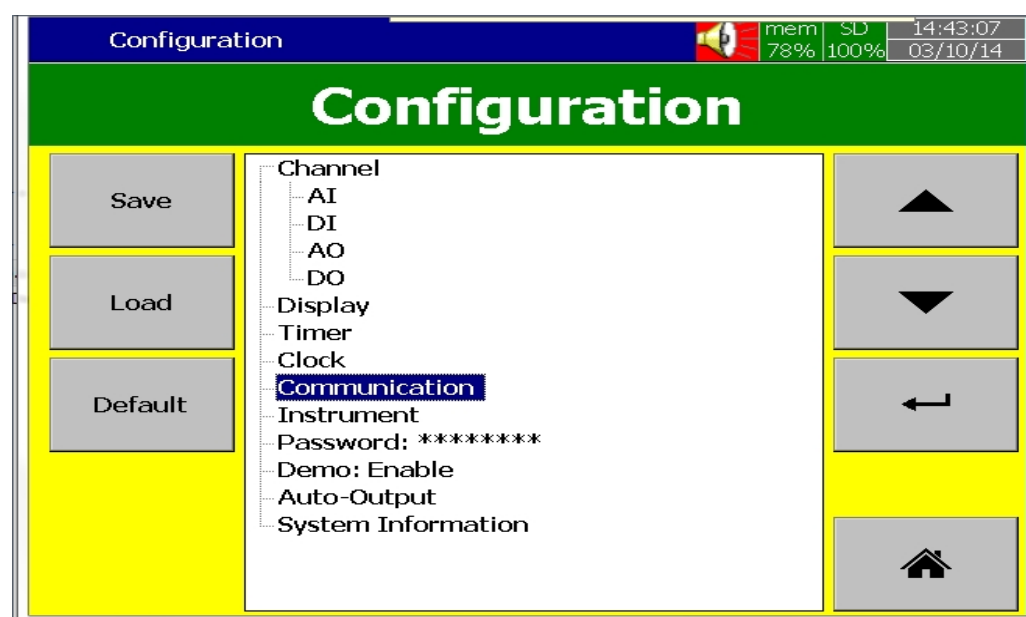 Configuration
mem 78%
SD 100%
14:43:07
03/10/14
Configuration
Save
Load
Default
Channel
AI
DI
AO
DO
Display
Timer
Clock
Communication
Instrument
Password: ********
Demo: Enable
Auto-Output
System Information